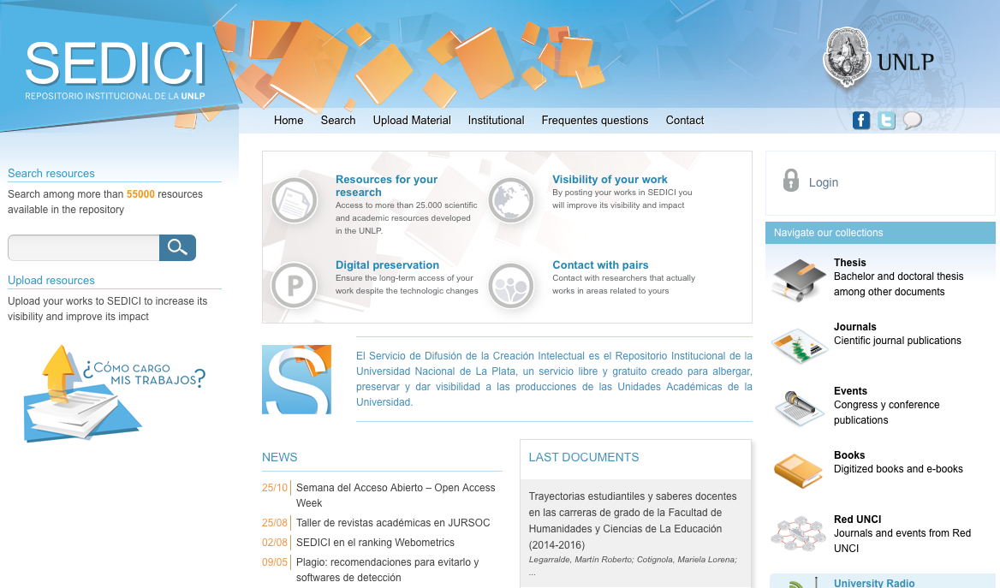 SEDICI
REPOSITORIO INSTITUCIONAL DE LA UNLP
UNLP
Home Search Upload Material Institutional Frequentes questions Contact
Search resources
Search among more than 55000 resources
available in the repository
Upload resources
Upload your works to SEDICI to increase its
visibility and improve its impact
¿CÓMO CARGO
MIS TRABAJOS?
Resources for your
research
Access to more than 25.000 scientific
and academic resources developed
in the UNLP.
Visibility of your work
By posting your works in SEDICI you
will improve its visibility and impact
P
Digital preservation
Ensure the long-term access of your
work despite the technologic changes
Contact with pairs
Contact with researchers that actually
works in areas related to yours
S
El Servicio de Difusión de la Creación Intelectual es el Repositorio Institucional de la
Universidad Nacional de La Plata, un servicio libre y gratuito creado para albergar,
preservar y dar visibilidad a las producciones de las Unidades Académicas de la
Universidad.
NEWS
25/10 Semana del Acceso Abierto – Open Access
Week
25/08 Taller de revistas académicas en JURSOC
02/08 SEDICI en el ranking Webometrics
09/05 Plagio: recomendaciones para evitarlo y
softwares de detección
LAST DOCUMENTS
Trayectorias estudiantiles y saberes docentes
en las carreras de grado de la Facultad de
Humanidades y Ciencias de La Educación
(2014-2016)
Legarralde, Martín Roberto; Cotignola, Mariela Lorena;
...
Login
Navigate our collections
Thesis
Bachelor and doctoral thesis
among other documents
Journals
Cientific journal publications
Events
Congress y conference
publications
Books
Digitized books and e-books
Red UNCI
Journals and events from Red
UNCI
University Radio